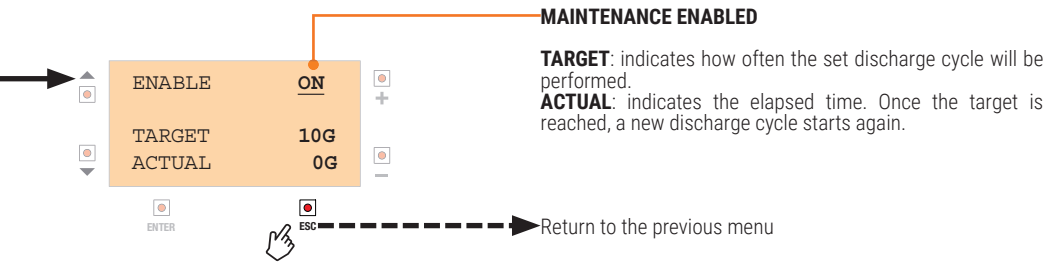 MAINTENANCE ENABLED
TARGET: indicates how often the set discharge cycle will be
performed.
ACTUAL: indicates the elapsed time. Once the target is
reached, a new discharge cycle starts again.
ENABLE ON
+
TARGET 10G
ACTUAL 0G
−
ENTER
ESC
Return to the previous menu